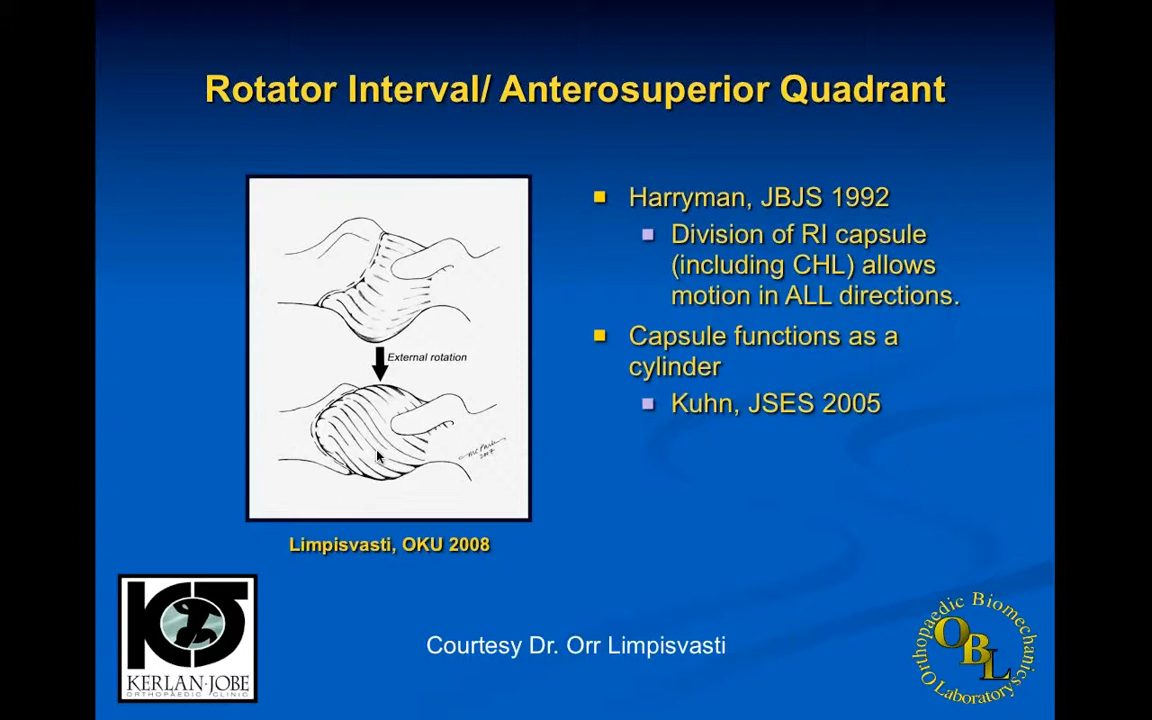 Rotator Interval/ Anterosuperior Quadrant
External rotation
2007
Limpisvasti, OKU 2008
Harryman, JBJS 1992
Division of RI capsule
(including CHL) allows
motion in ALL directions.
Capsule functions as a
cylinder
Kuhn, JSES 2005
KERLAN·JOBE
ORTHOPAEDIC CLINIC
Courtesy Dr. Orr Limpisvasti
Orthopaedic Biomechanics
OBL
Laboratory